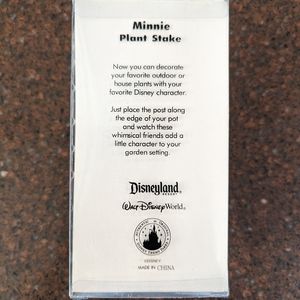 Minnie
Plant Stake
Now you can decorate
your favorite outdoor or
house plants with your
favorite Disney character.
Just place the post along
the edge of your pot
and watch these
whimsical friends add a
little character to your
garden setting.
Disneyland
RESORT
WALT DISNEY World
©DISNEY
MADE IN CHINA